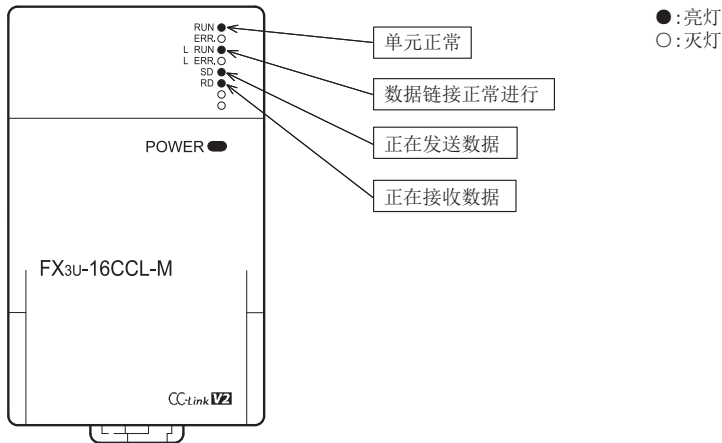 RUN ●
ERR. ○
L RUN ●
L ERR. ○
SD ●
RD ●
○
○
单元正常
数据链接正常进行
正在发送数据
正在接收数据
●:亮灯
○:灭灯
POWER
FX3U-16CCL-M
CC-Link V2